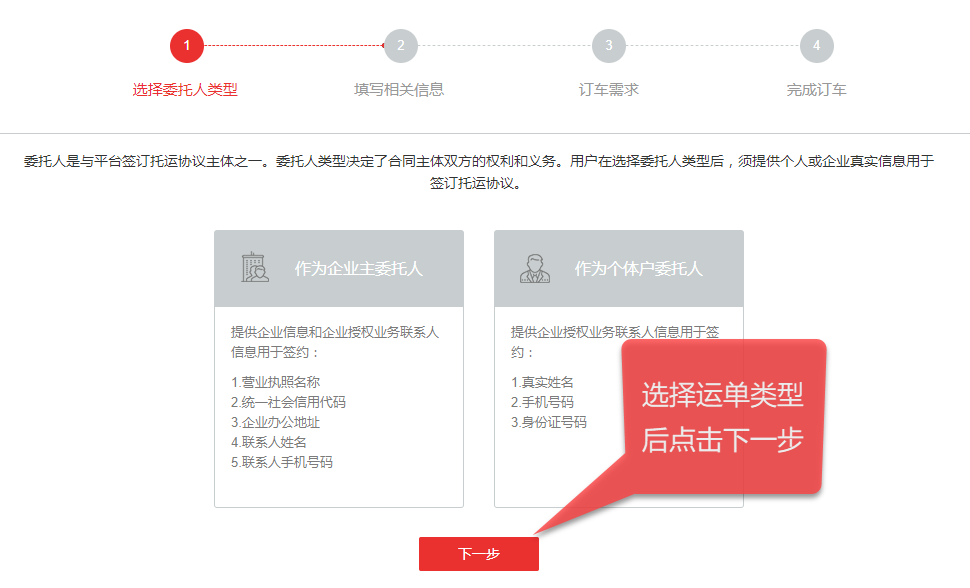 1
2
3
4
选择委托人类型
填写相关信息
订车需求
完成订车
委托人是与平台签订托运协议主体之一。委托人类型决定了合同主体双方的权利和义务。用户在选择委托人类型后，须提供个人或企业真实信息用于
签订托运协议。
作为企业主委托人
提供企业信息和企业授权业务联系人
信息用于签约：
1.营业执照名称
2.统一社会信用代码
3.企业办公地址
4.联系人姓名
5.联系人手机号码
作为个体户委托人
提供企业授权业务联系人信息用于签
约：
1.真实姓名
2.手机号码
3.身份证号码
选择运单类型
后点击下一步
下一步